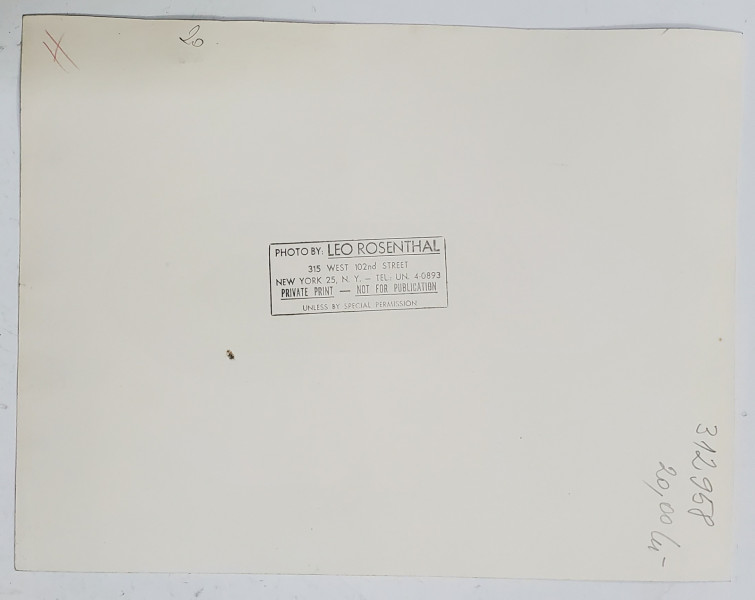 20
PHOTO BY: LEO ROSENTHAL
315 WEST 102nd STREET
NEW YORK 25, N. Y. — TEL: UN. 4-0893
PRIVATE PRINT — NOT FOR PUBLICATION
UNLESS BY SPECIAL PERMISSION
312958
20,00 lei